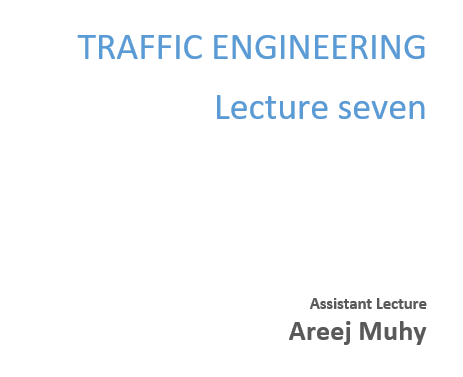 TRAFFIC ENGINEERING
Lecture seven
Assistant Lecture
Areej Muhy